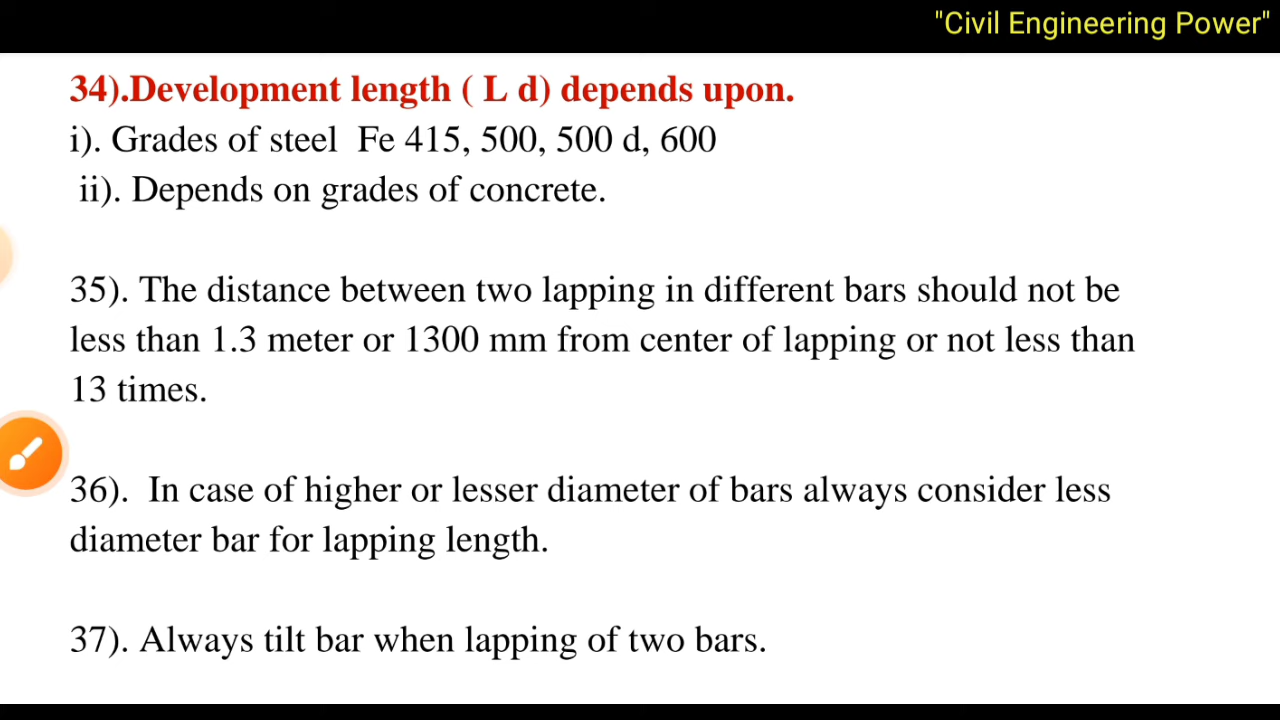 "Civil Engineering Power"
34).Development length ( L d) depends upon.
i). Grades of steel  Fe 415, 500, 500 d, 600
ii). Depends on grades of concrete.
35). The distance between two lapping in different bars should not be
less than 1.3 meter or 1300 mm from center of lapping or not less than
13 times.
36).  In case of higher or lesser diameter of bars always consider less
diameter bar for lapping length.
37). Always tilt bar when lapping of two bars.